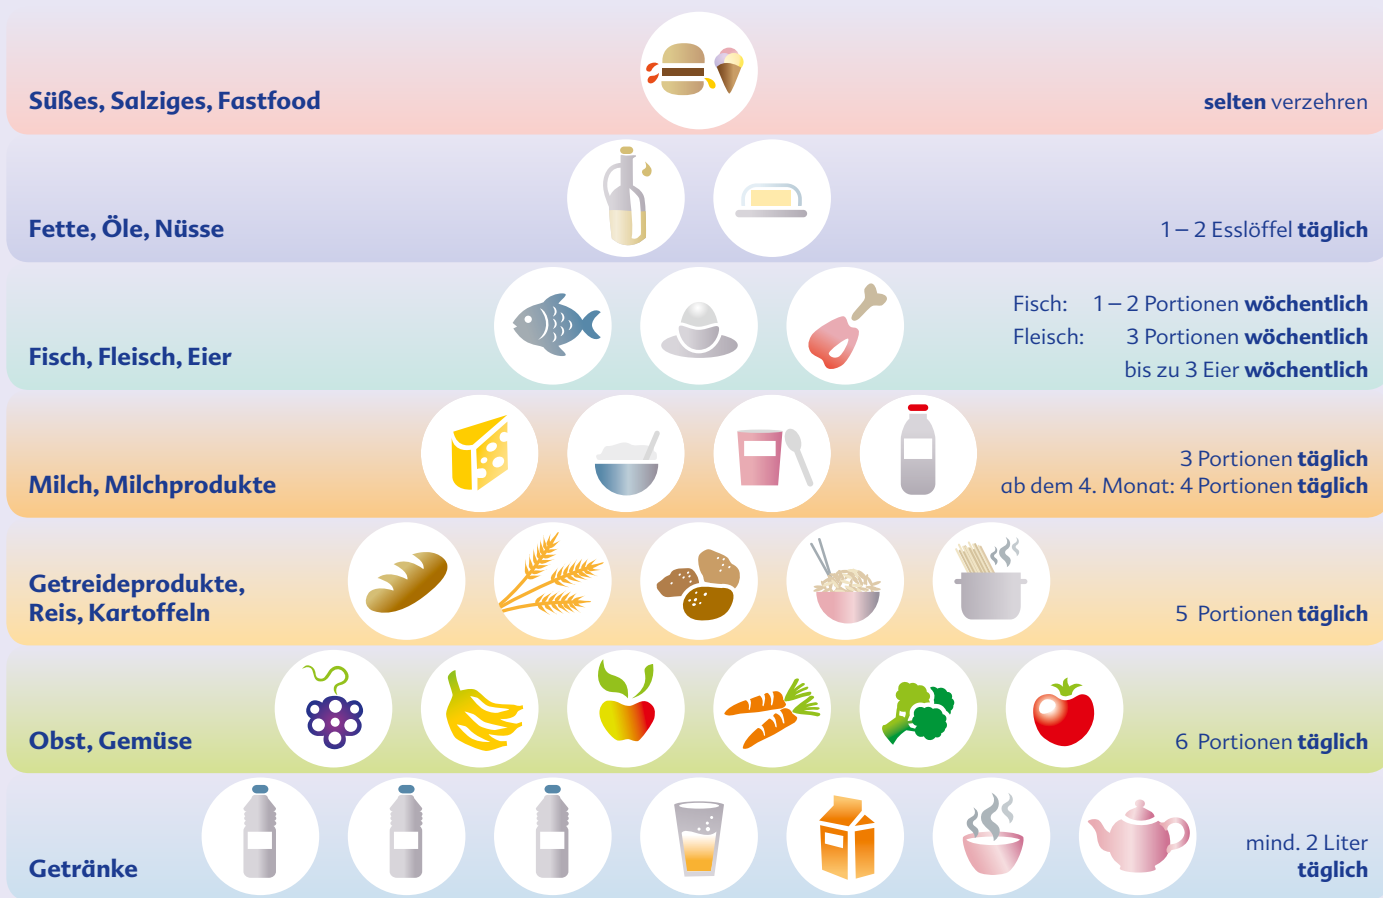 Süßes, Salziges, Fastfood
selten verzehren
Fette, Öle, Nüsse
1 – 2 Esslöffel täglich
Fisch, Fleisch, Eier
Fisch: 1 – 2 Portionen wöchentlich
Fleisch: 3 Portionen wöchentlich
bis zu 3 Eier wöchentlich
Milch, Milchprodukte
3 Portionen täglich
ab dem 4. Monat: 4 Portionen täglich
Getreideprodukte,
Reis, Kartoffeln
5 Portionen täglich
Obst, Gemüse
6 Portionen täglich
Getränke
mind. 2 Liter
täglich